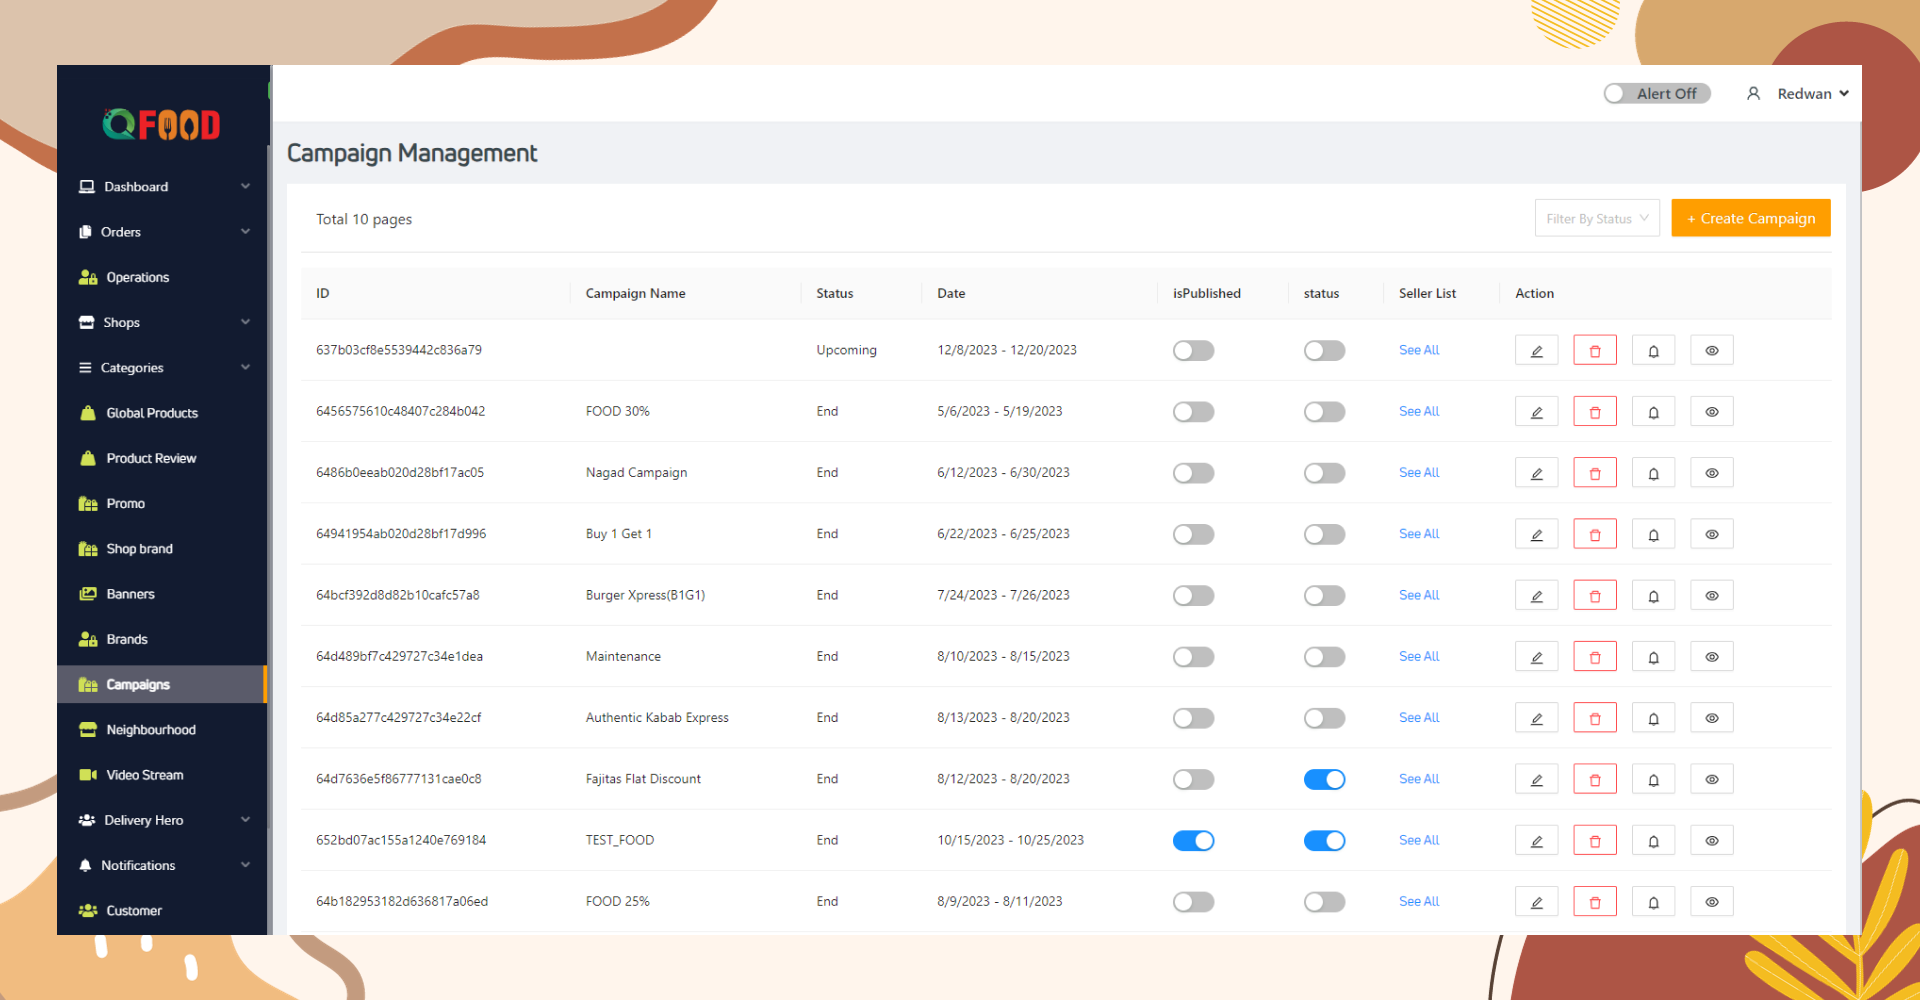 QFOOD
Alert Off
Redwan
Dashboard
Orders
Operations
Shops
Categories
Global Products
Product Review
Promo
Shop brand
Banners
Brands
Campaigns
Neighbourhood
Video Stream
Delivery Hero
Notifications
Customer
Campaign Management
Total 10 pages
Filter By Status
+ Create Campaign
ID Campaign Name Status Date isPublished status Seller List Action
637b03cf8e5539442c836a79 Upcoming 12/8/2023 - 12/20/2023 See All
6456575610c48407c284b042 FOOD 30% End 5/6/2023 - 5/19/2023 See All
6486b0eeab020d28bf17ac05 Nagad Campaign End 6/12/2023 - 6/30/2023 See All
64941954ab020d28bf17d996 Buy 1 Get 1 End 6/22/2023 - 6/25/2023 See All
64bcf392d8d82b10cafc57a8 Burger Xpress(B1G1) End 7/24/2023 - 7/26/2023 See All
64d489bf7c429727c34e1dea Maintenance End 8/10/2023 - 8/15/2023 See All
64d85a277c429727c34e22cf Authentic Kabab Express End 8/13/2023 - 8/20/2023 See All
64d7636e5f86777131cae0c8 Fajitas Flat Discount End 8/12/2023 - 8/20/2023 See All
652bd07ac155a1240e769184 TEST_FOOD End 10/15/2023 - 10/25/2023 See All
64b182953182d636817a06ed FOOD 25% End 8/9/2023 - 8/11/2023 See All